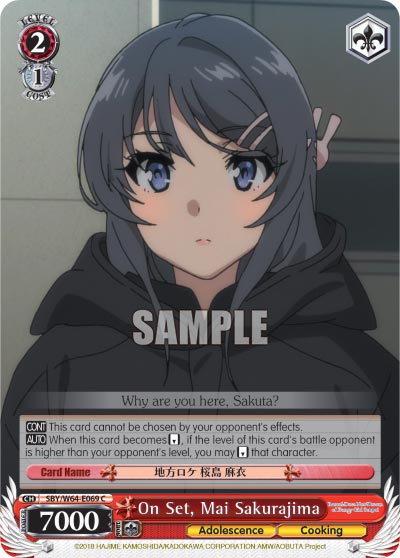 LEVEL
2
1
COST
SAMPLE
Why are you here, Sakuta?
CONT This card cannot be chosen by your opponent's effects.
AUTO When this card becomes, if the level of this card's battle opponent
is higher than your opponent's level, you may that character.
Card Name 地方ロケ 桜島 麻衣
CH SBY/W64-E069 C
POWER 7000 On Set, Mai Sakurajima
Adolescence Cooking
©2018 HAJIME KAMOSHIDA/KADOKAWA CORPORATION AMW/AOBUTA Project